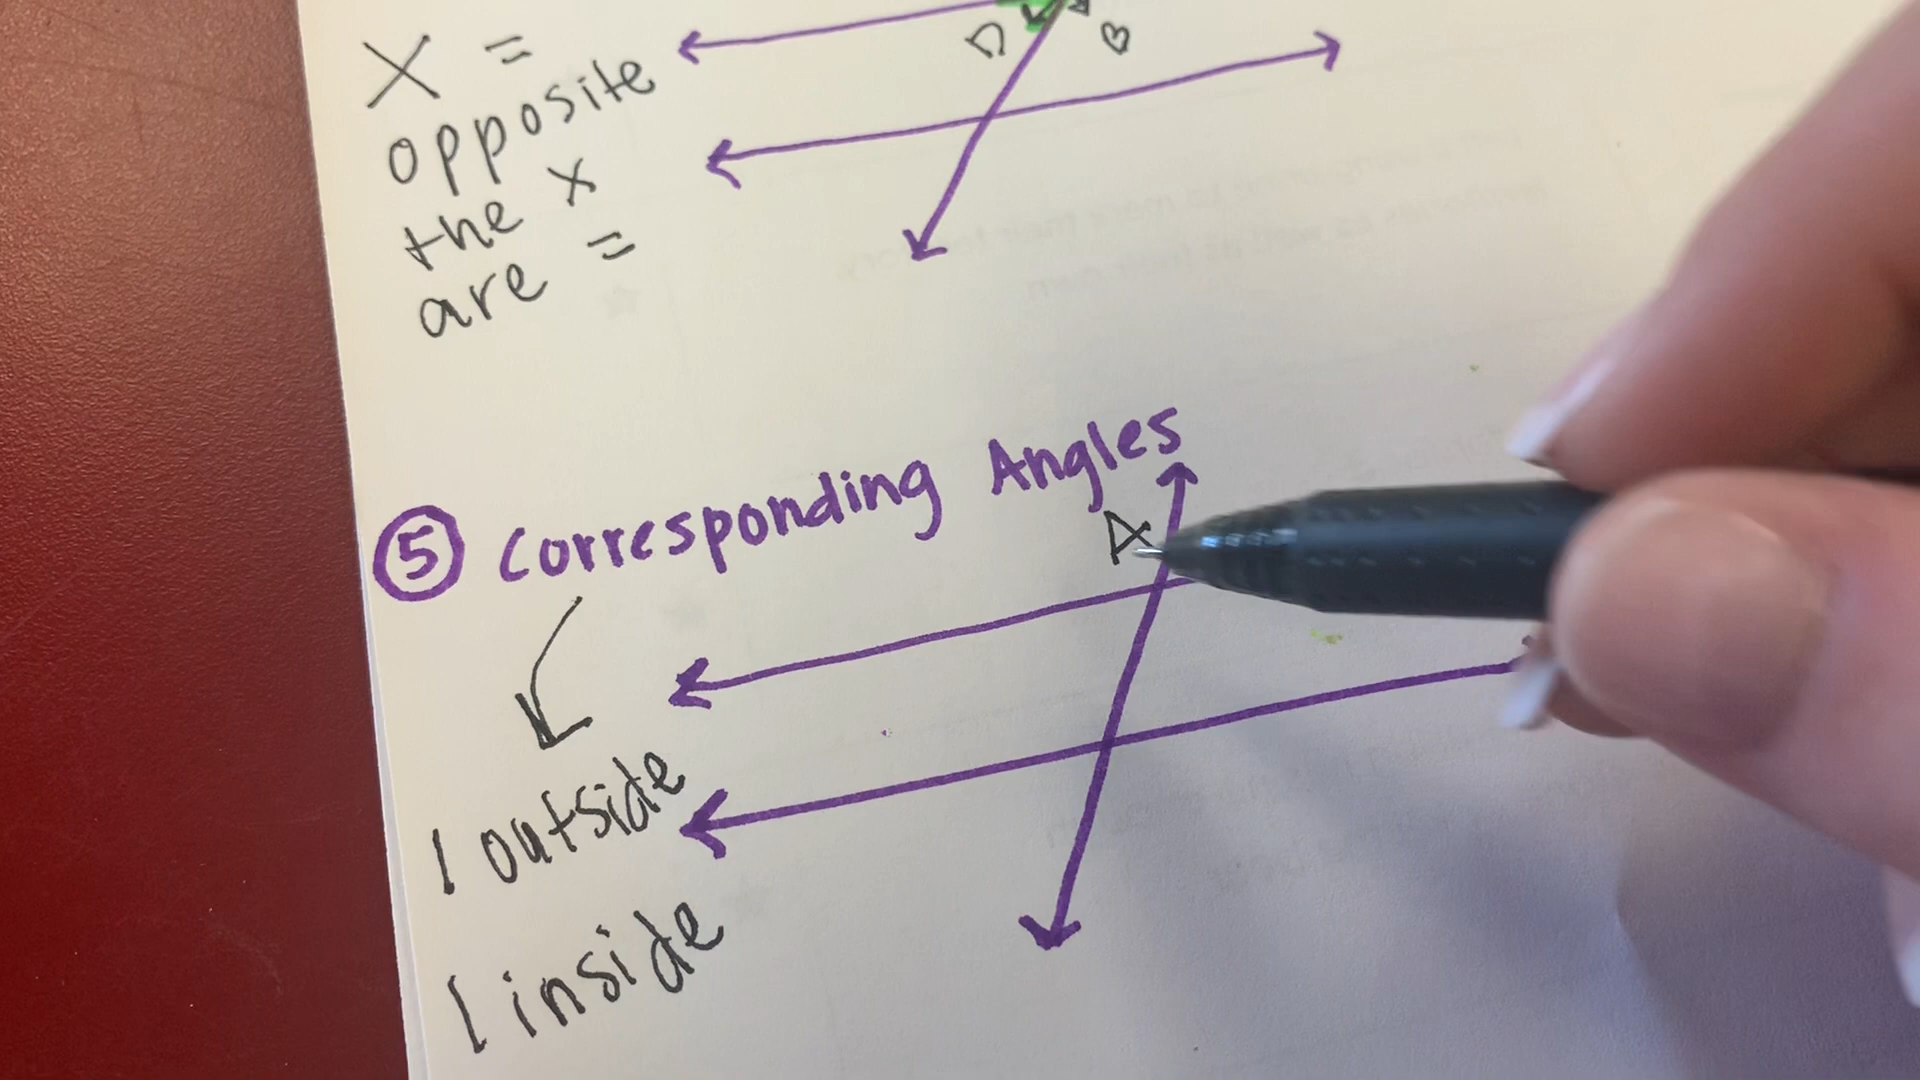 X =
opposite
the x
are =
D B
5 Corresponding Angles
A
1 outside
1 inside